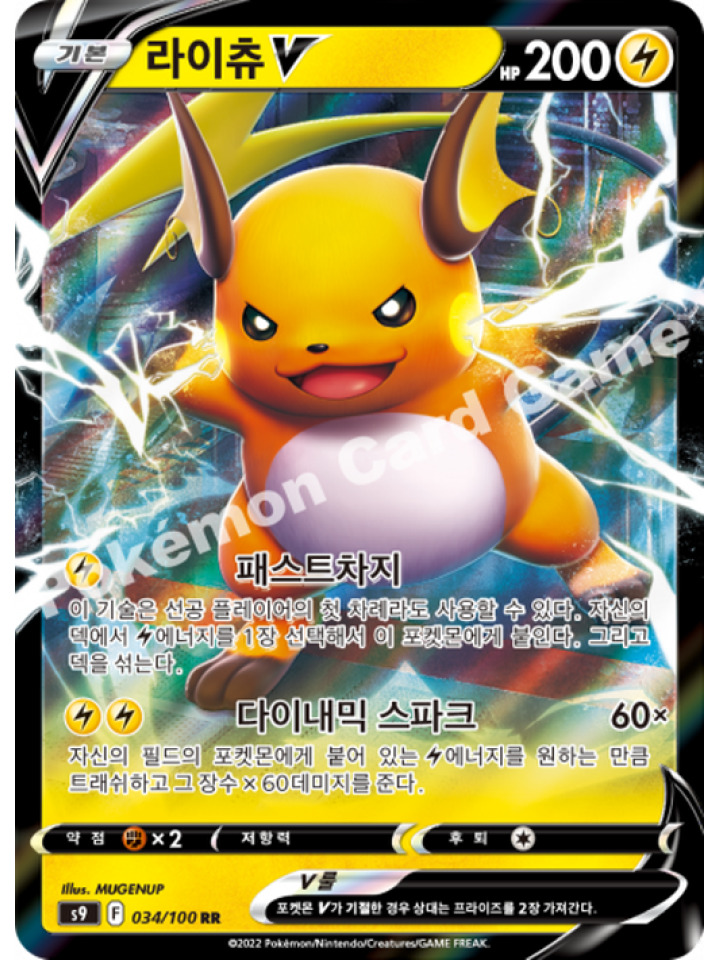 기본 라이츄V HP 200
Pokémon Card Game
패스트차지
이 기술은 선공 플레이어의 첫 차례라도 사용할 수 있다. 자신의
덱에서 에너지를 1장 선택해서 이 포켓몬에게 붙인다. 그리고
덱을 섞는다.
다이내믹 스파크 60×
자신의 필드의 포켓몬에게 붙어 있는 에너지를 원하는 만큼
트래쉬하고 그 장수 × 60데미지를 준다.
약점 ×2 저항력 후퇴
Illus. MUGENUP
V룰
s9 F 034/100 RR
포켓몬 V가 기절한 경우 상대는 프라이즈를 2장 가져간다.
©2022 Pokémon/Nintendo/Creatures/GAME FREAK.